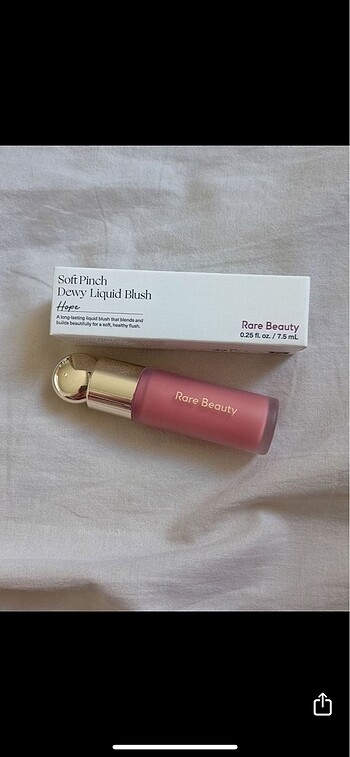 Soft Pinch
Dewy Liquid Blush
Hope
A long-lasting liquid blush that blends and
builds beautifully for a soft, healthy flush.
Rare Beauty
0.25 fl. oz. / 7.5 mL
Rare Beauty